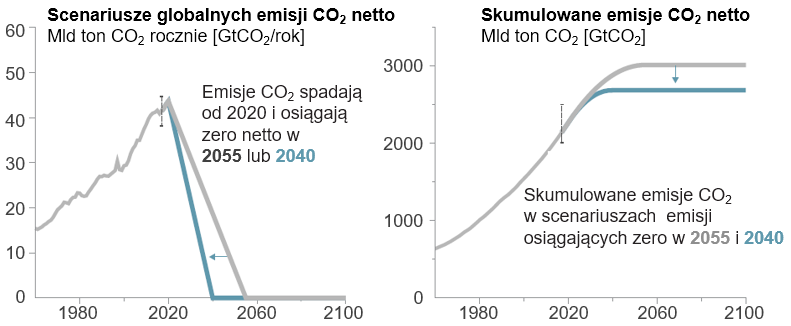 Scenariusze globalnych emisji CO₂ netto
Mld ton CO₂ rocznie [GtCO₂/rok]
60
50
40
30
20
10
0
Emisje CO₂ spadają
od 2020 i osiągają
zero netto w
2055 lub 2040
1980
2020
2060
2100
Skumulowane emisje CO₂ netto
Mld ton CO₂ [GtCO₂]
3000
2000
1000
0
Skumulowane emisje CO₂
w scenariuszach emisji
osiągających zero w 2055 i 2040
1980
2020
2060
2100